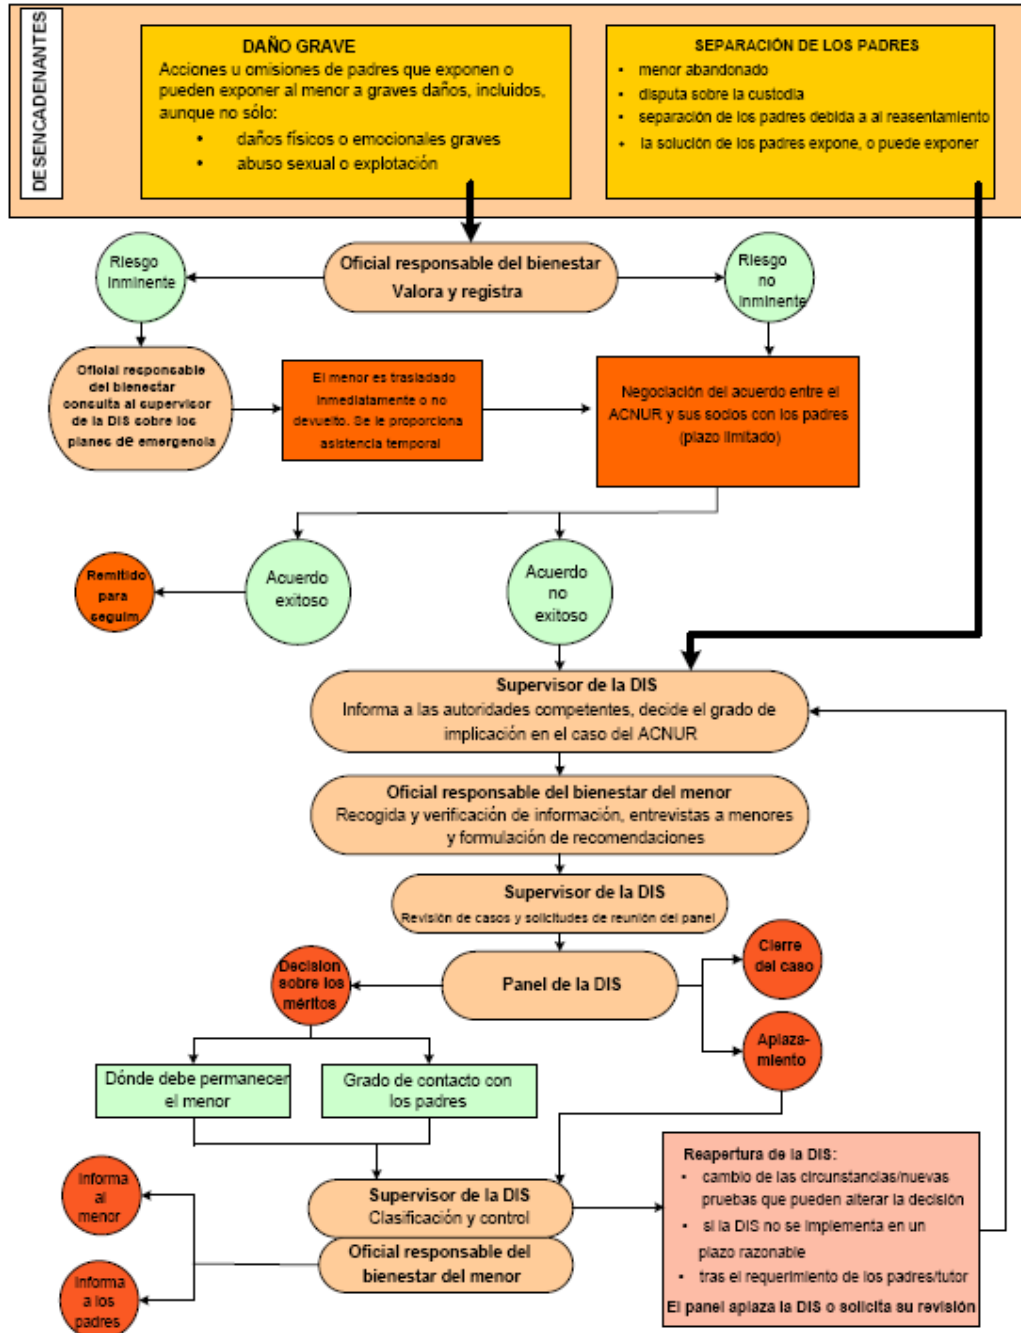 DESENCADENANTES
DAÑO GRAVE
Acciones u omisiones de padres que exponen o
pueden exponer al menor a graves daños, incluidos,
aunque no sólo:
• daños físicos o emocionales graves
• abuso sexual o explotación
SEPARACIÓN DE LOS PADRES
• menor abandonado
• disputa sobre la custodia
• separación de los padres debida a al reasentamiento
• la solución de los padres expone, o puede exponer
Riesgo
inminente
Oficial responsable del bienestar
Valora y registra
Riesgo
no
inminente
Oficial responsable
del bienestar
consulta al supervisor
de la DIS sobre los
planes de emergencia
El menor es trasladado
inmediatamente o no
devuelto. Se le proporciona
asistencia temporal
Negociación del acuerdo entre el
ACNUR y sus socios con los padres
(plazo limitado)
Remitido
para
seguim.
Acuerdo
exitoso
Acuerdo
no
exitoso
Supervisor de la DIS
Informa a las autoridades competentes, decide el grado de
implicación en el caso del ACNUR
Oficial responsable del bienestar del menor
Recogida y verificación de información, entrevistas a menores
y formulación de recomendaciones
Supervisor de la DIS
Revisión de casos y solicitudes de reunión del panel
Decision
sobre los
méritos
Panel de la DIS
Cierre
del caso
Aplaza-
miento
Dónde debe permanecer
el menor
Grado de contacto con
los padres
Informa
al
menor
Informa
a los
padres
Supervisor de la DIS
Clasificación y control
Oficial responsable del
bienestar del menor
Reapertura de la DIS:
• cambio de las circunstancias/nuevas
pruebas que pueden alterar la decisión
• si la DIS no se implementa en un
plazo razonable
• tras el requerimiento de los padres/tutor
El panel aplaza la DIS o solicita su revisión